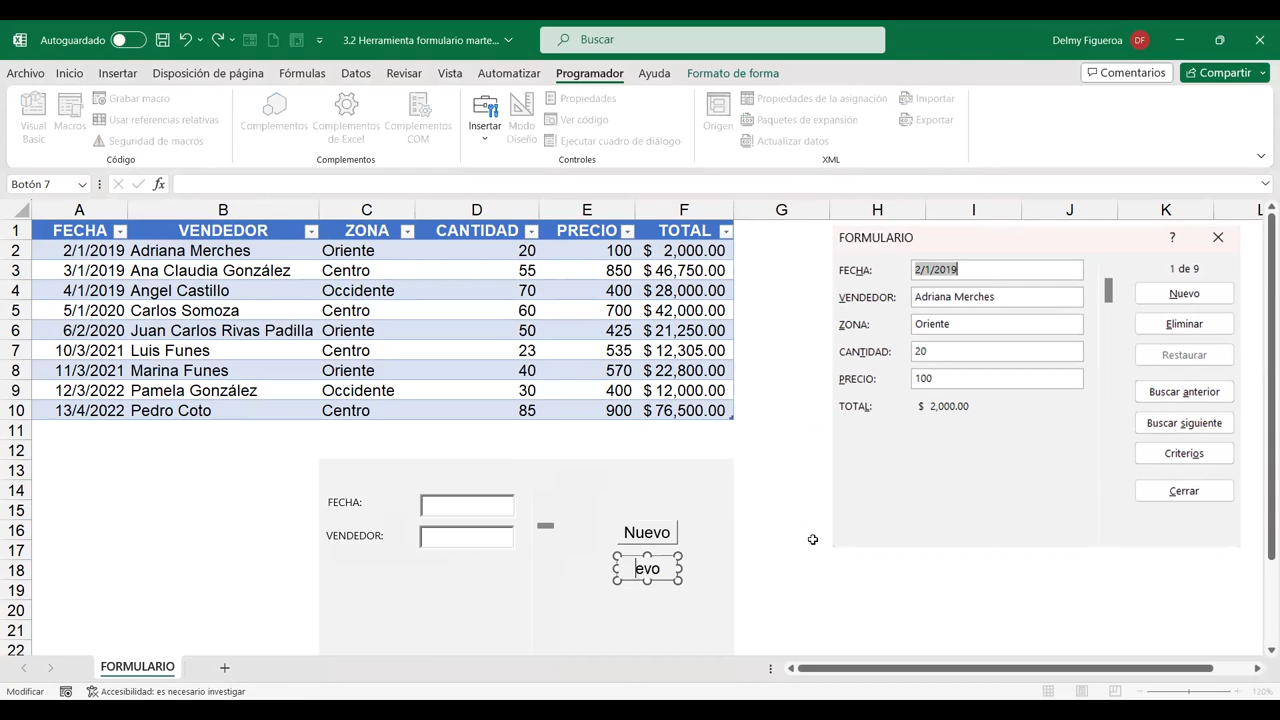 Autoguardado
3.2 Herramienta formulario marte...
Buscar
Delmy Figueroa
DF
Archivo Inicio Insertar Disposición de página Fórmulas Datos Revisar Vista Automatizar Programador Ayuda Formato de forma
Comentarios
Compartir
Visual Basic
Macros
Grabar macro
Usar referencias relativas
Seguridad de macros
Código
Complementos
Complementos de Excel
Complementos COM
Complementos
Insertar
Modo Diseño
Propiedades
Ver código
Ejecutar cuadro de diálogo
Controles
Origen
Propiedades de la asignación
Paquetes de expansión
Actualizar datos
Importar
Exportar
XML
Botón 7
fx
A B C D E F G H I J K L
1 FECHA VENDEDOR ZONA CANTIDAD PRECIO TOTAL
2 2/1/2019 Adriana Merches Oriente 20 100 $ 2,000.00
3 3/1/2019 Ana Claudia González Centro 55 850 $ 46,750.00
4 4/1/2019 Angel Castillo Occidente 70 400 $ 28,000.00
5 5/1/2020 Carlos Somoza Centro 60 700 $ 42,000.00
6 6/2/2020 Juan Carlos Rivas Padilla Oriente 50 425 $ 21,250.00
7 10/3/2021 Luis Funes Centro 23 535 $ 12,305.00
8 11/3/2021 Marina Funes Oriente 40 570 $ 22,800.00
9 12/3/2022 Pamela González Occidente 30 400 $ 12,000.00
10 13/4/2022 Pedro Coto Centro 85 900 $ 76,500.00
11
12
13
14
15
16
17
18
19
20
21
22
FECHA:
VENDEDOR:
Nuevo
evo
FORMULARIO ?
FECHA: 2/1/2019
VENDEDOR: Adriana Merches
ZONA: Oriente
CANTIDAD: 20
PRECIO: 100
TOTAL: $ 2,000.00
1 de 9
Nuevo
Eliminar
Restaurar
Buscar anterior
Buscar siguiente
Criterios
Cerrar
FORMULARIO
Modificar
Accesibilidad: es necesario investigar
120%